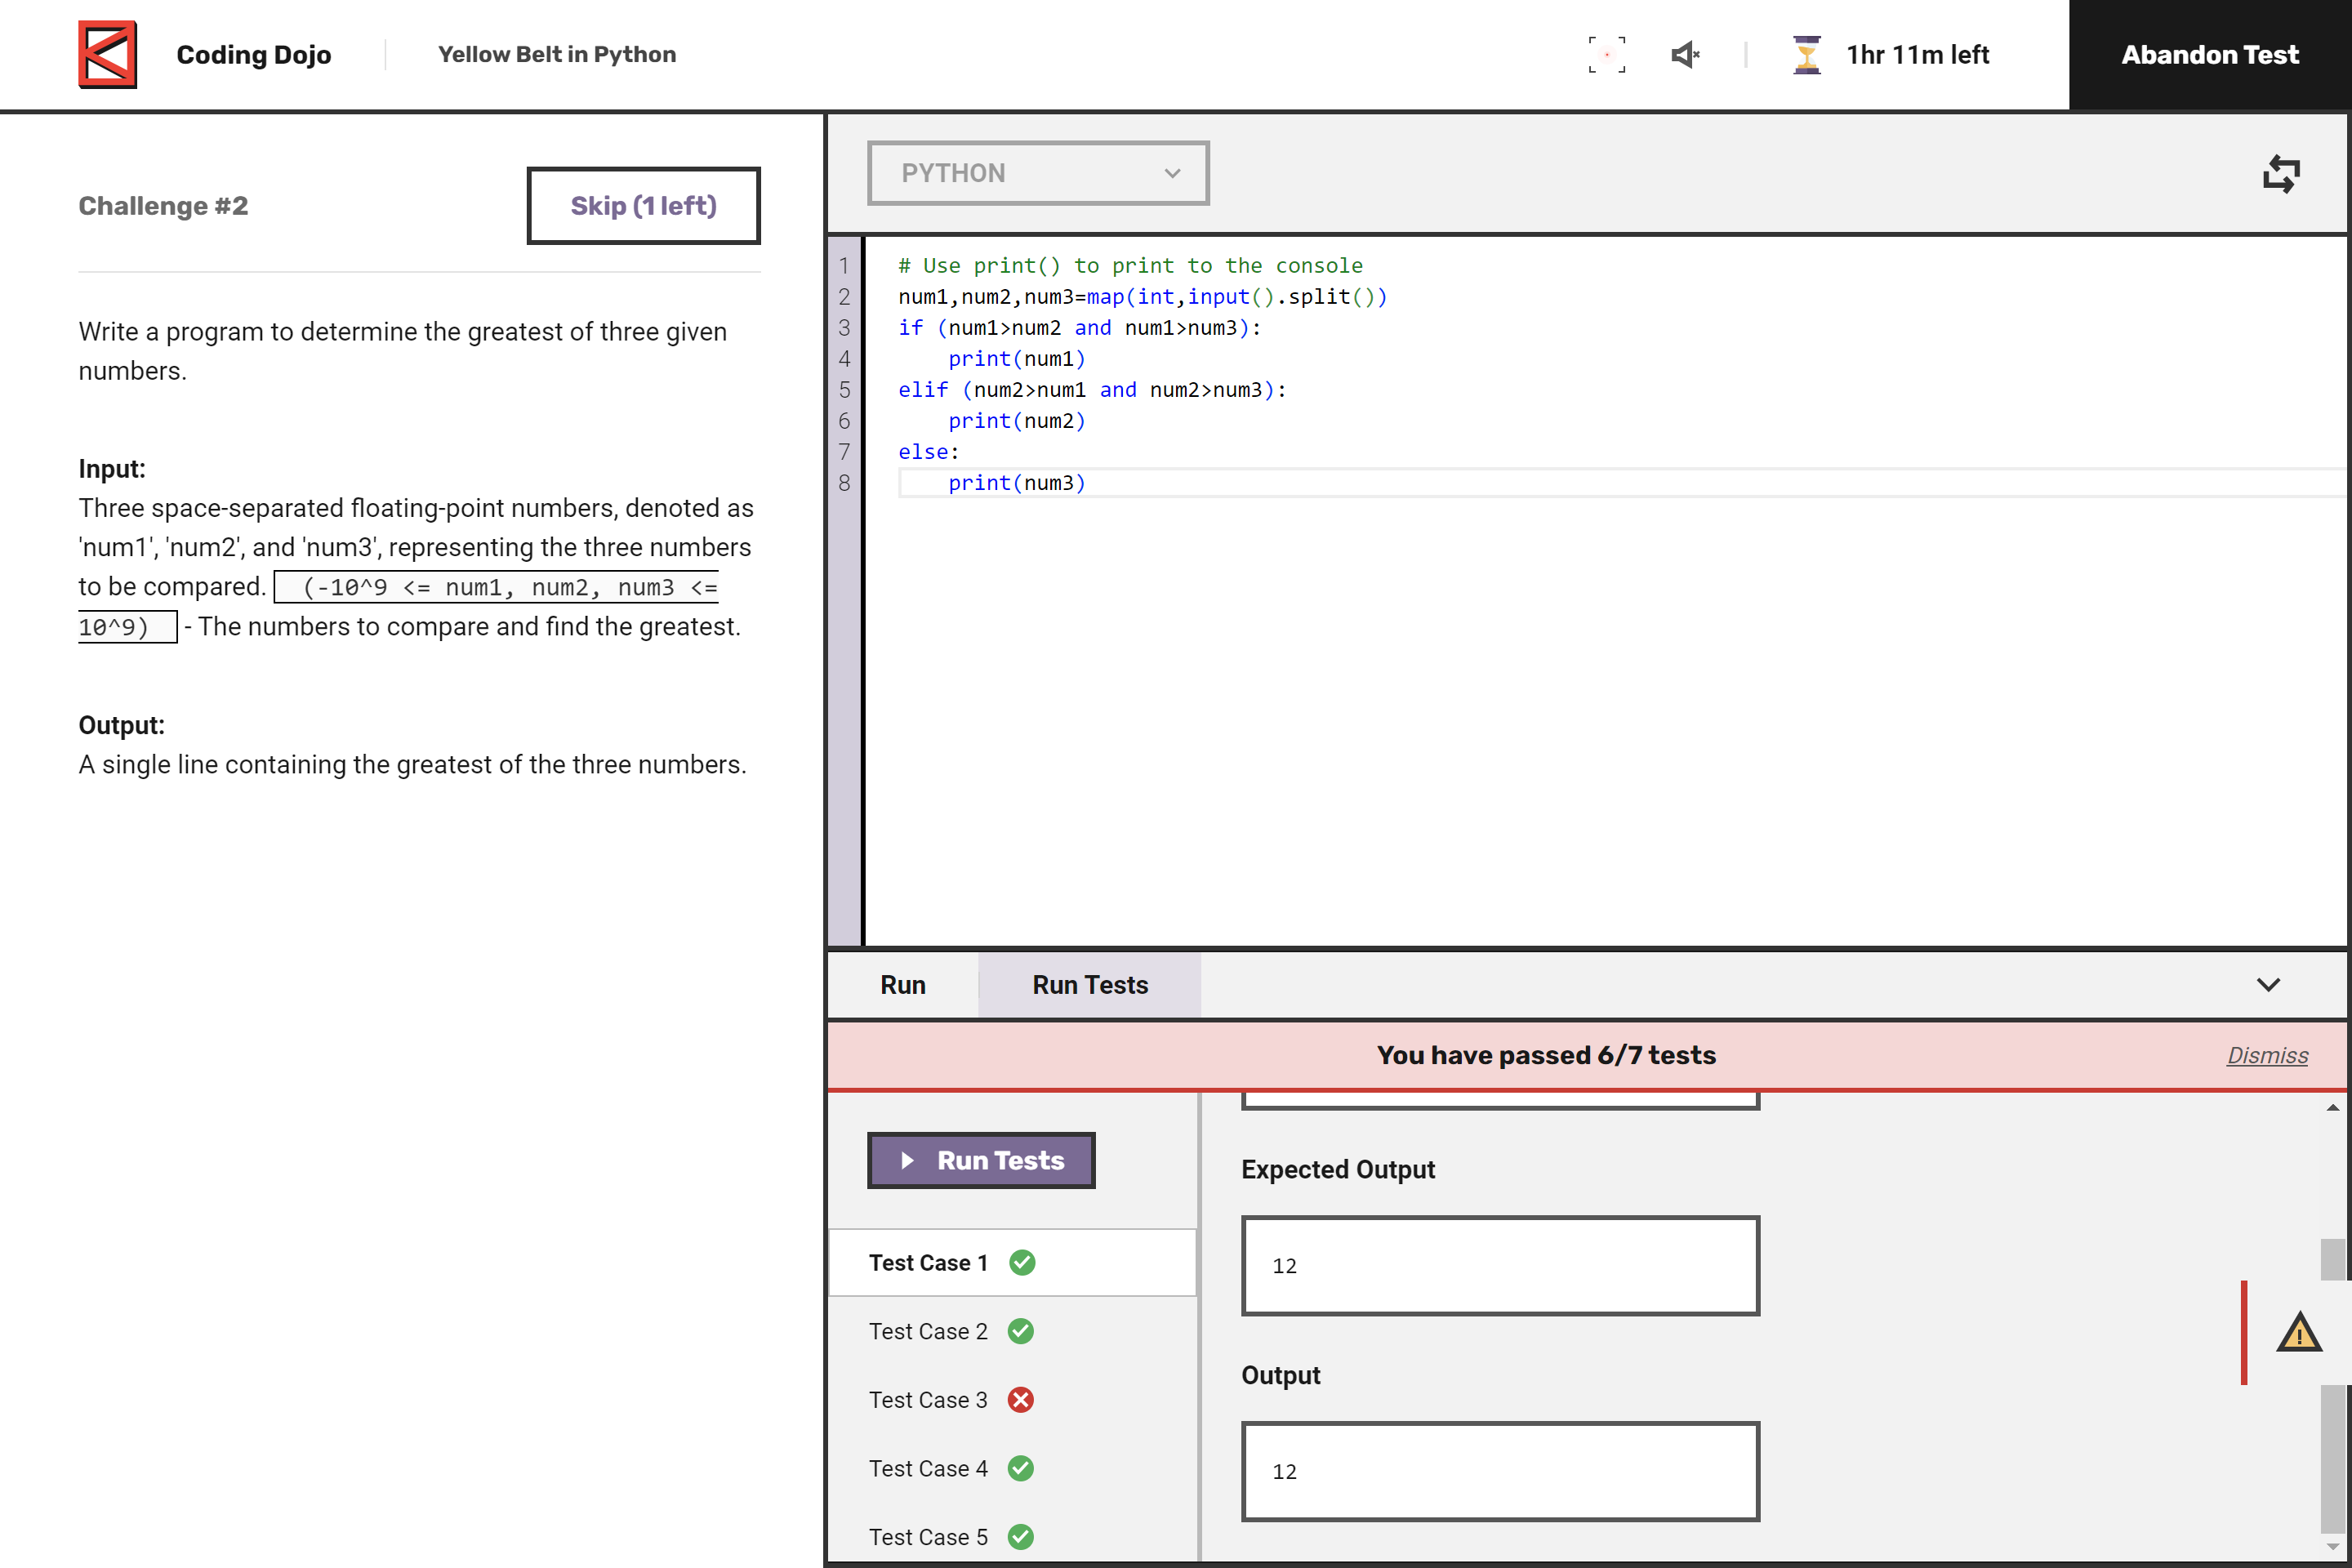 Coding Dojo
Yellow Belt in Python
1hr 11m left
Abandon Test
Challenge #2
Skip (1 left)
Write a program to determine the greatest of three given
numbers.
Input:
Three space-separated floating-point numbers, denoted as
'num1', 'num2', and 'num3', representing the three numbers
to be compared. (-10^9 <= num1, num2, num3 <=
10^9) - The numbers to compare and find the greatest.
Output:
A single line containing the greatest of the three numbers.
PYTHON
1 # Use print() to print to the console
2 num1,num2,num3=map(int,input().split())
3 if (num1>num2 and num1>num3):
4     print(num1)
5 elif (num2>num1 and num2>num3):
6     print(num2)
7 else:
8     print(num3)
Run
Run Tests
You have passed 6/7 tests
Dismiss
Run Tests
Test Case 1
Test Case 2
Test Case 3
Test Case 4
Test Case 5
Expected Output
12
Output
12